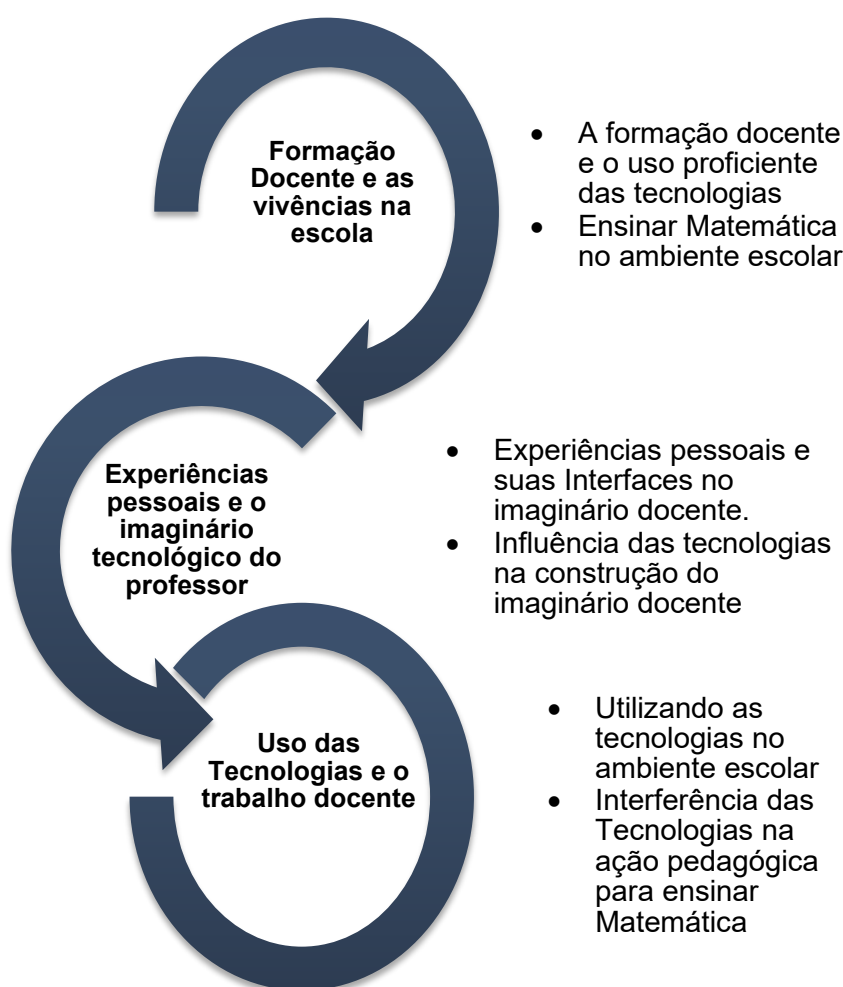 Formação
Docente e as
vivências na
escola
• A formação docente
e o uso proficiente
das tecnologias
• Ensinar Matemática
no ambiente escolar
Experiências
pessoais e o
imaginário
tecnológico do
professor
• Experiências pessoais e
suas Interfaces no
imaginário docente.
• Influência das tecnologias
na construção do
imaginário docente
Uso das
Tecnologias e o
trabalho docente
• Utilizando as
tecnologias no
ambiente escolar
• Interferência das
Tecnologias na
ação pedagógica
para ensinar
Matemática